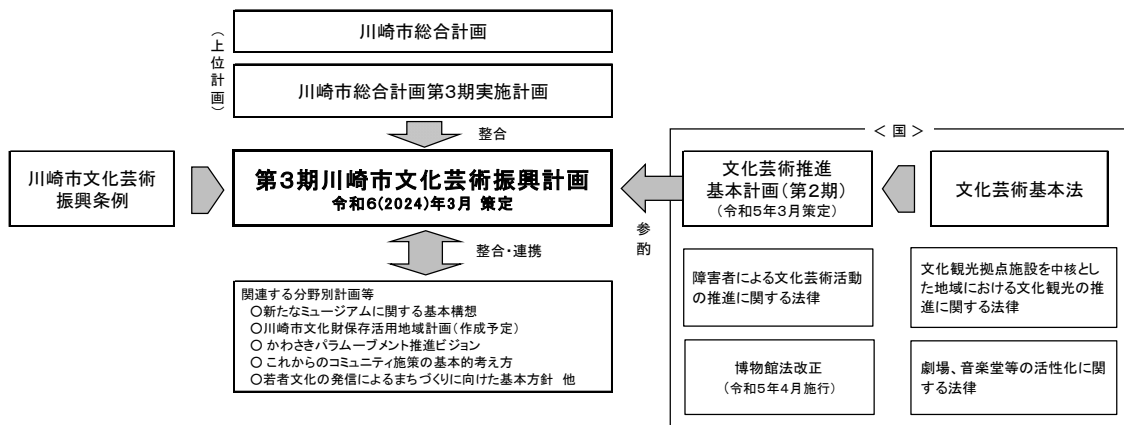 (上位計画)
川崎市総合計画
川崎市総合計画第3期実施計画
整合
<国>
川崎市文化芸術
振興条例
第3期川崎市文化芸術振興計画
令和6(2024)年3月 策定
文化芸術推進
基本計画(第2期)
(令和5年3月策定)
文化芸術基本法
参酌
整合・連携
関連する分野別計画等
○新たなミュージアムに関する基本構想
○川崎市文化財保存活用地域計画(作成予定)
○ かわさきパラムーブメント推進ビジョン
○ これからのコミュニティ施策の基本的考え方
○若者文化の発信によるまちづくりに向けた基本方針 他
障害者による文化芸術活動
の推進に関する法律
文化観光拠点施設を中核とし
た地域における文化観光の推
進に関する法律
博物館法改正
(令和5年4月施行)
劇場、音楽堂等の活性化に関
する法律